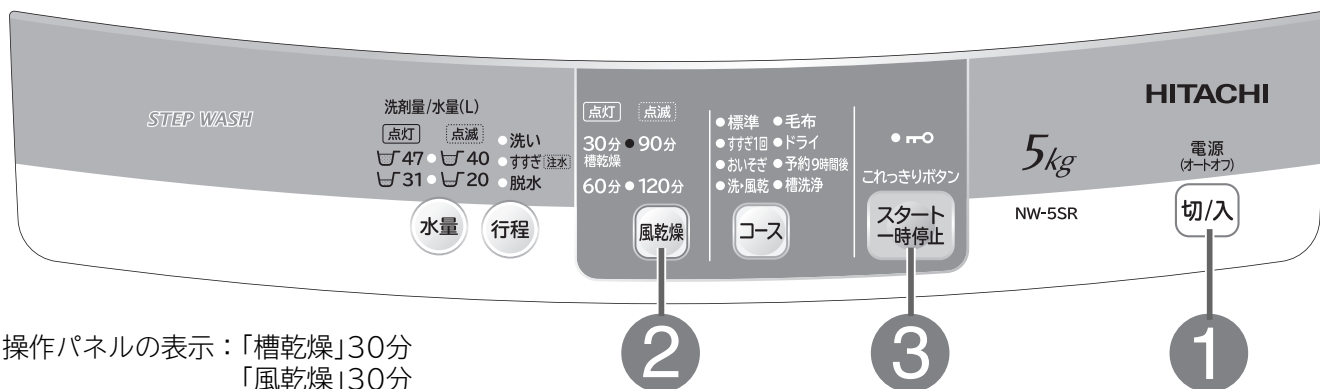 STEP WASH
洗剤量/水量(L)
点灯 点滅
47 40
31 20
洗い
すすぎ 注水
脱水
水量
行程
点灯 点滅
30分 90分
槽乾燥
60分 120分
風乾燥
標準 毛布
すすぎ1回 ドライ
おいそぎ 予約9時間後
洗・風乾 槽洗浄
コース
これっきりボタン
スタート
一時停止
5kg
NW-5SR
HITACHI
電源
(オートオフ)
切/入
2
3
1
操作パネルの表示:「槽乾燥」30分
「風乾燥」30分